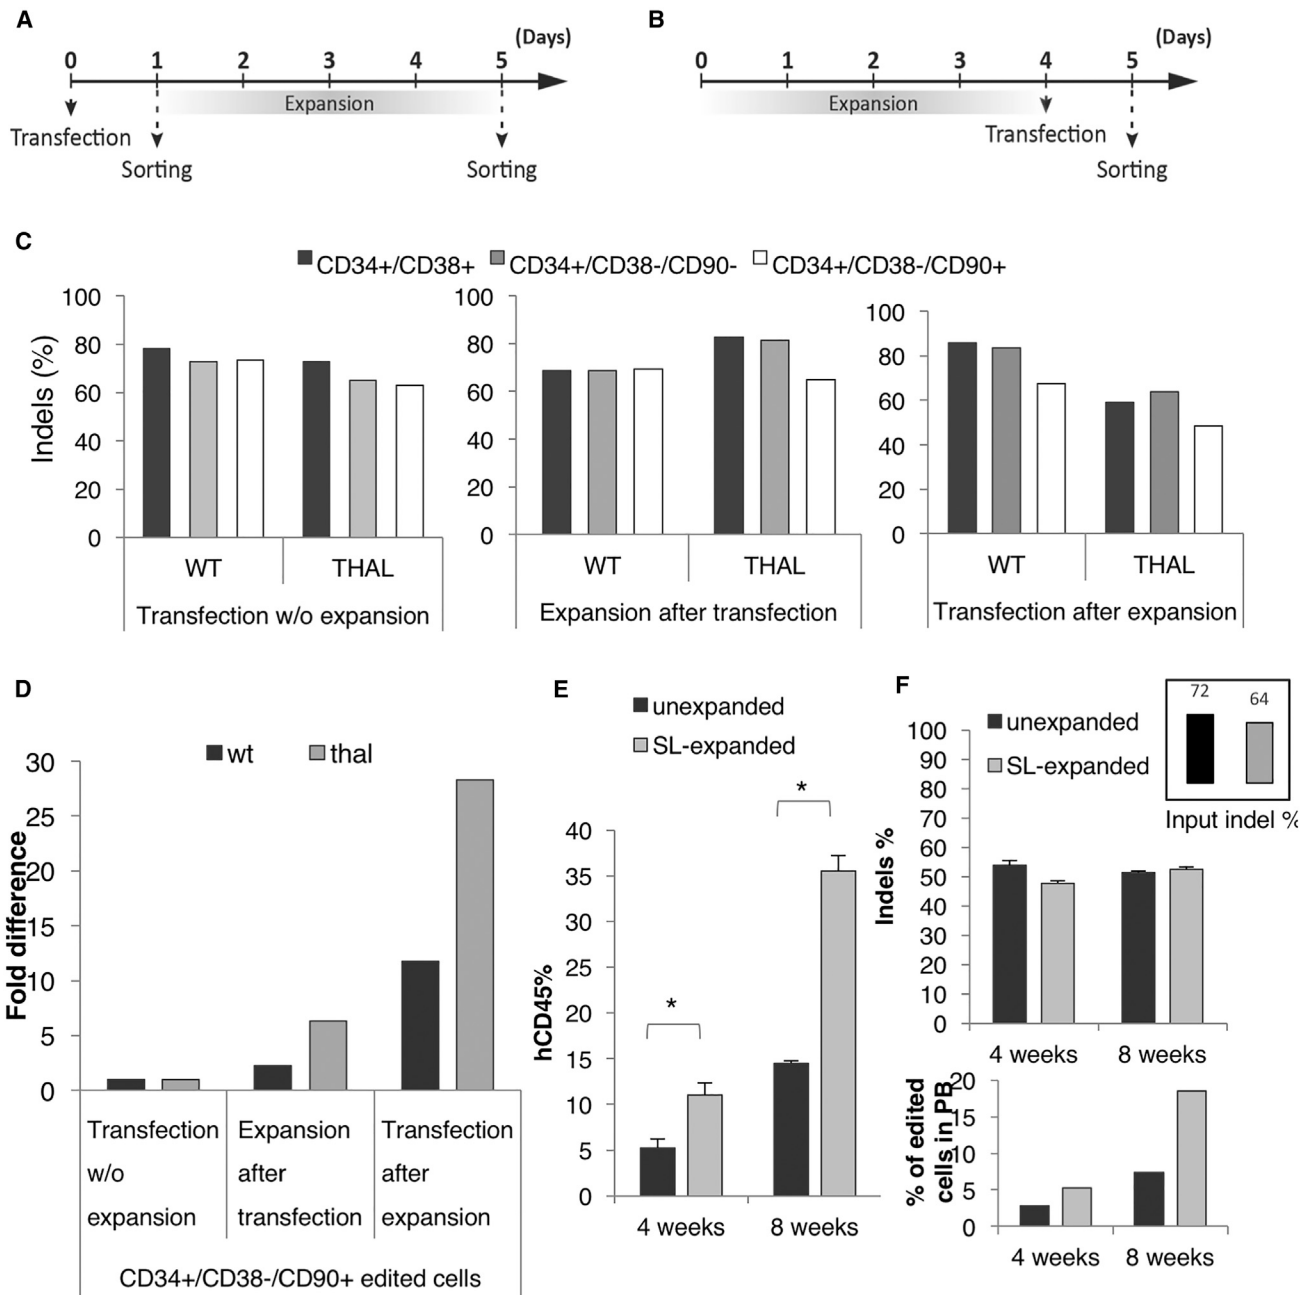 A
(Days)
0 1 2 3 4 5
Expansion
Transfection
Sorting Sorting
B
(Days)
0 1 2 3 4 5
Expansion
Transfection
Sorting
C
CD34+/CD38+ CD34+/CD38-/CD90- CD34+/CD38-/CD90+
Indels (%)
100
80
60
40
20
0
WT THAL
Transfection w/o expansion
100
80
60
40
20
0
WT THAL
Expansion after transfection
100
80
60
40
20
0
WT THAL
Transfection after expansion
D
wt thal
Fold difference
30
25
20
15
10
5
0
Transfection
w/o
expansion
Expansion
after
transfection
Transfection
after
expansion
CD34+/CD38-/CD90+ edited cells
E
unexpanded
SL-expanded
hCD45%
40
35
30
25
20
15
10
5
0
*
*
4 weeks 8 weeks
F
unexpanded
SL-expanded
72 64
Input indel %
Indels %
100
90
80
70
60
50
40
30
20
10
0
4 weeks 8 weeks
% of edited
cells in PB
20
15
10
5
0
4 weeks 8 weeks